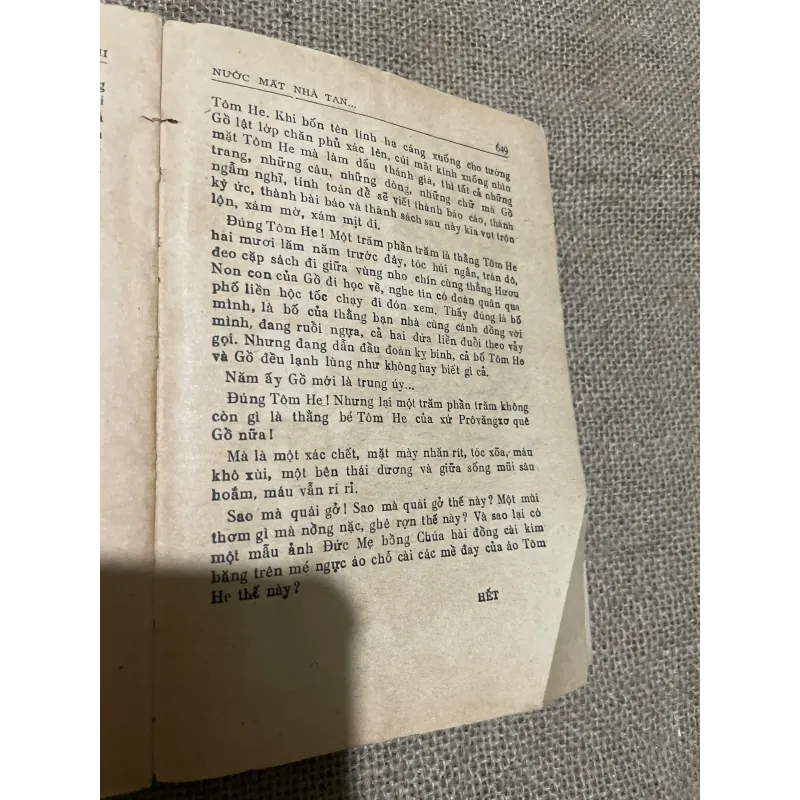 NƯỚC MẤT NHÀ TAN...
649
Tôm He. Khi bốn tên lính hạ cáng xuống cho tướng
Gồ lật lớp chăn phủ xác lên, cúi mắt kính xuống nhìn
mặt Tôm He mà làm dấu thánh giá, thì tất cả những
trang, những câu, những dòng, những chữ mà Gồ
ngẫm nghĩ, tính toán để sẽ viết thành báo cáo, thành
ký ức, thành bài báo và thành sách sau này kia vụt trộn
lộn, xám mờ, xám mịt đi.
Đúng Tôm He! Một trăm phần trăm là thằng Tôm He
hai mươi lăm năm trước đây, tóc húi ngắn, trán dô,
đeo cặp sách đi giữa vùng nho chín cùng thằng Hươu
Non con của Gồ đi học về, nghe tin có đoàn quân qua
phố liền hộc tốc chạy đi đón xem. Thấy đúng là bố
mình, là bố của thằng bạn nhà cùng cánh đồng với
mình, đang ruổi ngựa, cả hai đứa liền đuổi theo vẫy
gọi. Nhưng đang dẫn đầu đoàn kỵ binh, cả bố Tôm He
và Gồ đều lạnh lùng như không hay biết gì cả.
Năm ấy Gồ mới là trung úy...
Đúng Tôm He! Nhưng lại một trăm phần trăm không
còn gì là thằng bé Tôm He của xứ Prôvăngxơ quê
Gồ nữa!
Mà là một xác chết, mặt mày nhăn rít, tóc xõa, máu
khô xùi, một bên thái dương và giữa sống mũi sâu
hoắm, máu vẫn rỉ rỉ.
Sao mà quái gở! Sao mà quái gở thế này? Một mùi
thơm gì mà nồng nặc, ghê rợn thế này? Và sao lại có
một mẫu ảnh Đức Mẹ bồng Chúa hài đồng cài kim
băng trên mé ngực áo chỗ cài các mề đay của áo Tôm
He thế này?
HẾT